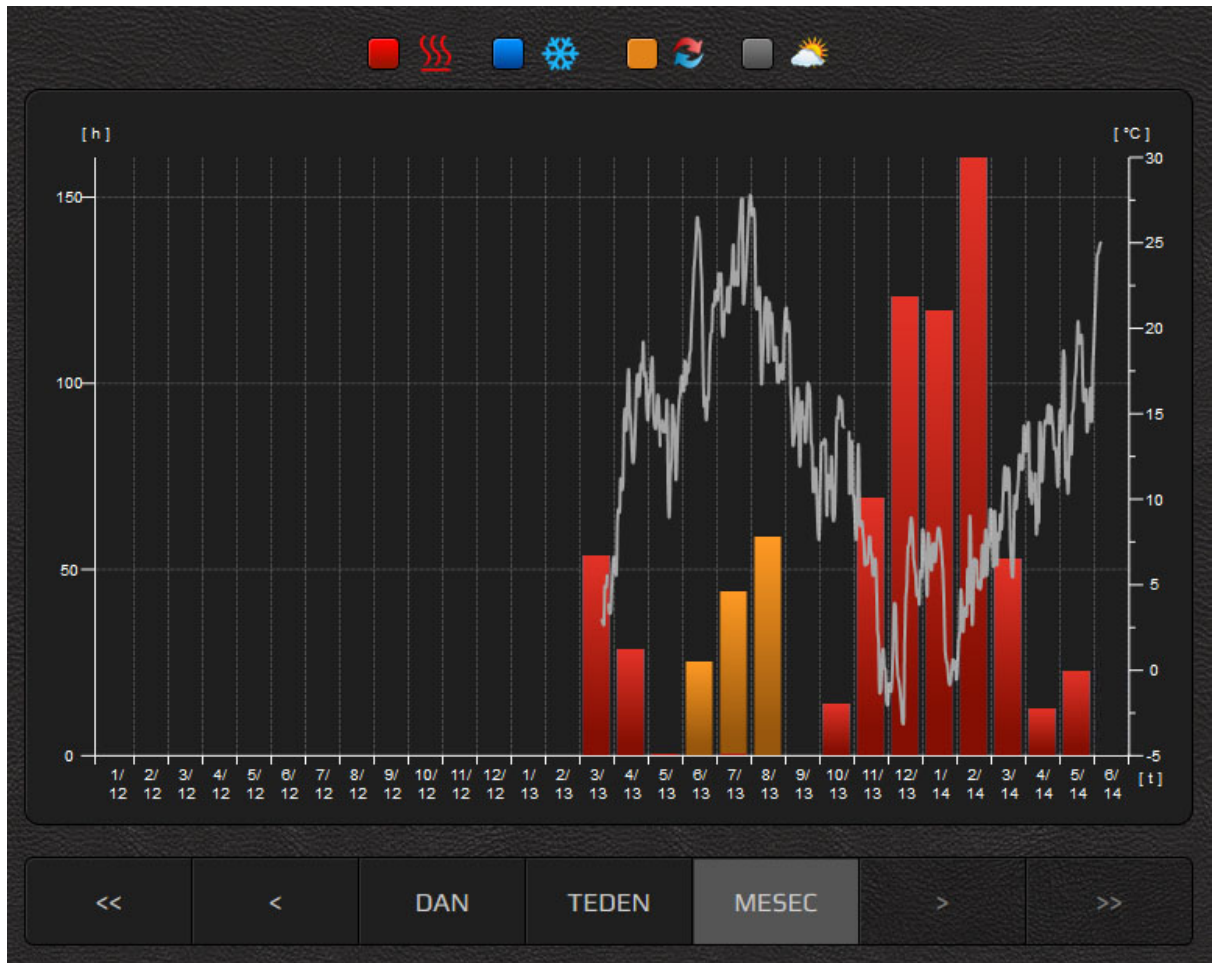 [ h ]
[ °C ]
30
150
25
20
100
15
10
50
5
0
0
-5
1/ 2/ 3/ 4/ 5/ 6/ 7/ 8/ 9/ 10/ 11/ 12/ 1/ 2/ 3/ 4/ 5/ 6/ 7/ 8/ 9/ 10/ 11/ 12/ 1/ 2/ 3/ 4/ 5/ 6/ [ t ]
12 12 12 12 12 12 12 12 12 12 12 12 13 13 13 13 13 13 13 13 13 13 13 13 14 14 14 14 14 14
<< < DAN TEDEN MESEC > >>